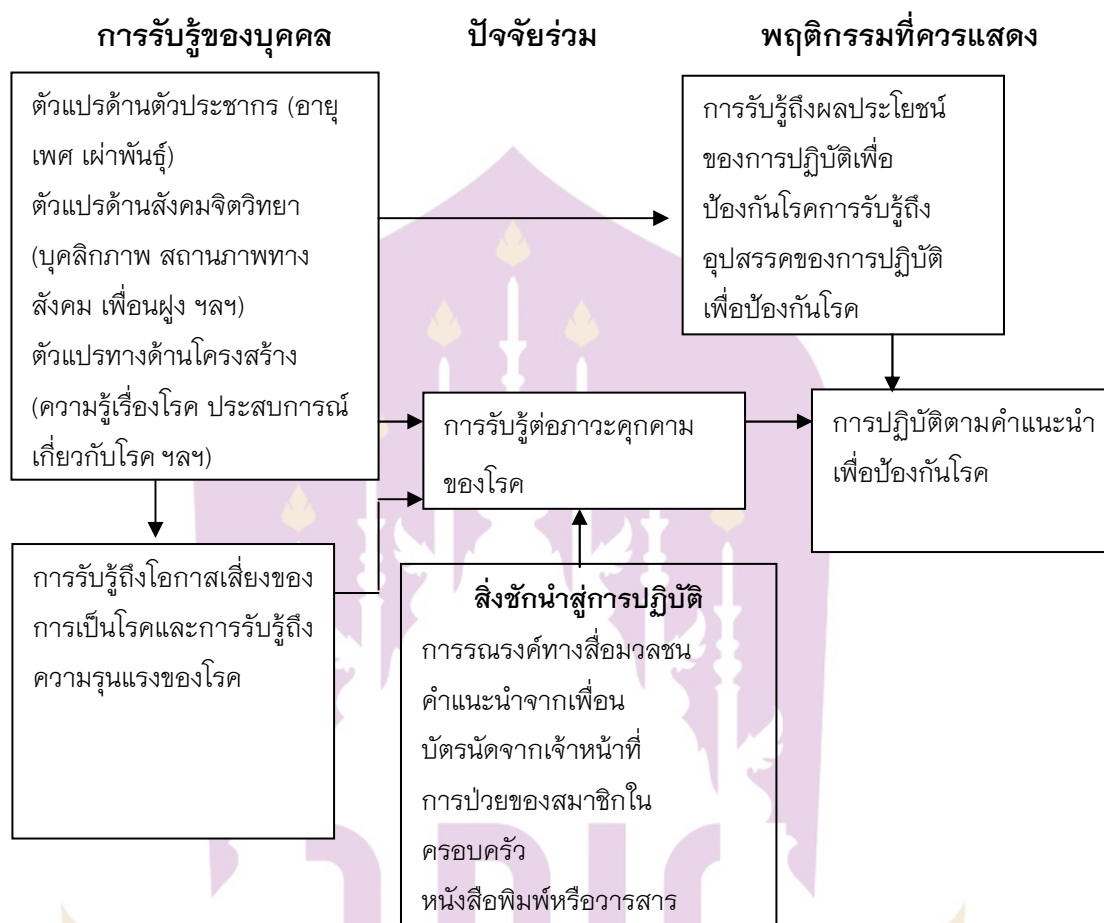 การรับรู้ของบุคคล
ปัจจัยร่วม
พฤติกรรมที่ควรแสดง
ตัวแปรด้านตัวประชากร (อายุ
เพศ เผ่าพันธุ์)
ตัวแปรด้านสังคมจิตวิทยา
(บุคลิกภาพ สถานภาพทาง
สังคม เพื่อนฝูง ฯลฯ)
ตัวแปรทางด้านโครงสร้าง
(ความรู้เรื่องโรค ประสบการณ์
เกี่ยวกับโรค ฯลฯ)
การรับรู้ถึงผลประโยชน์
ของการปฏิบัติเพื่อ
ป้องกันโรคการรับรู้ถึง
อุปสรรคของการปฏิบัติ
เพื่อป้องกันโรค
การรับรู้ต่อภาวะคุกคาม
ของโรค
การปฏิบัติตามคำแนะนำ
เพื่อป้องกันโรค
การรับรู้ถึงโอกาสเสี่ยงของ
การเป็นโรคและการรับรู้ถึง
ความรุนแรงของโรค
สิ่งชักนำสู่การปฏิบัติ
การรณรงค์ทางสื่อมวลชน
คำแนะนำจากเพื่อน
บัตรนัดจากเจ้าหน้าที่
การป่วยของสมาชิกใน
ครอบครัว
หนังสือพิมพ์หรือวารสาร